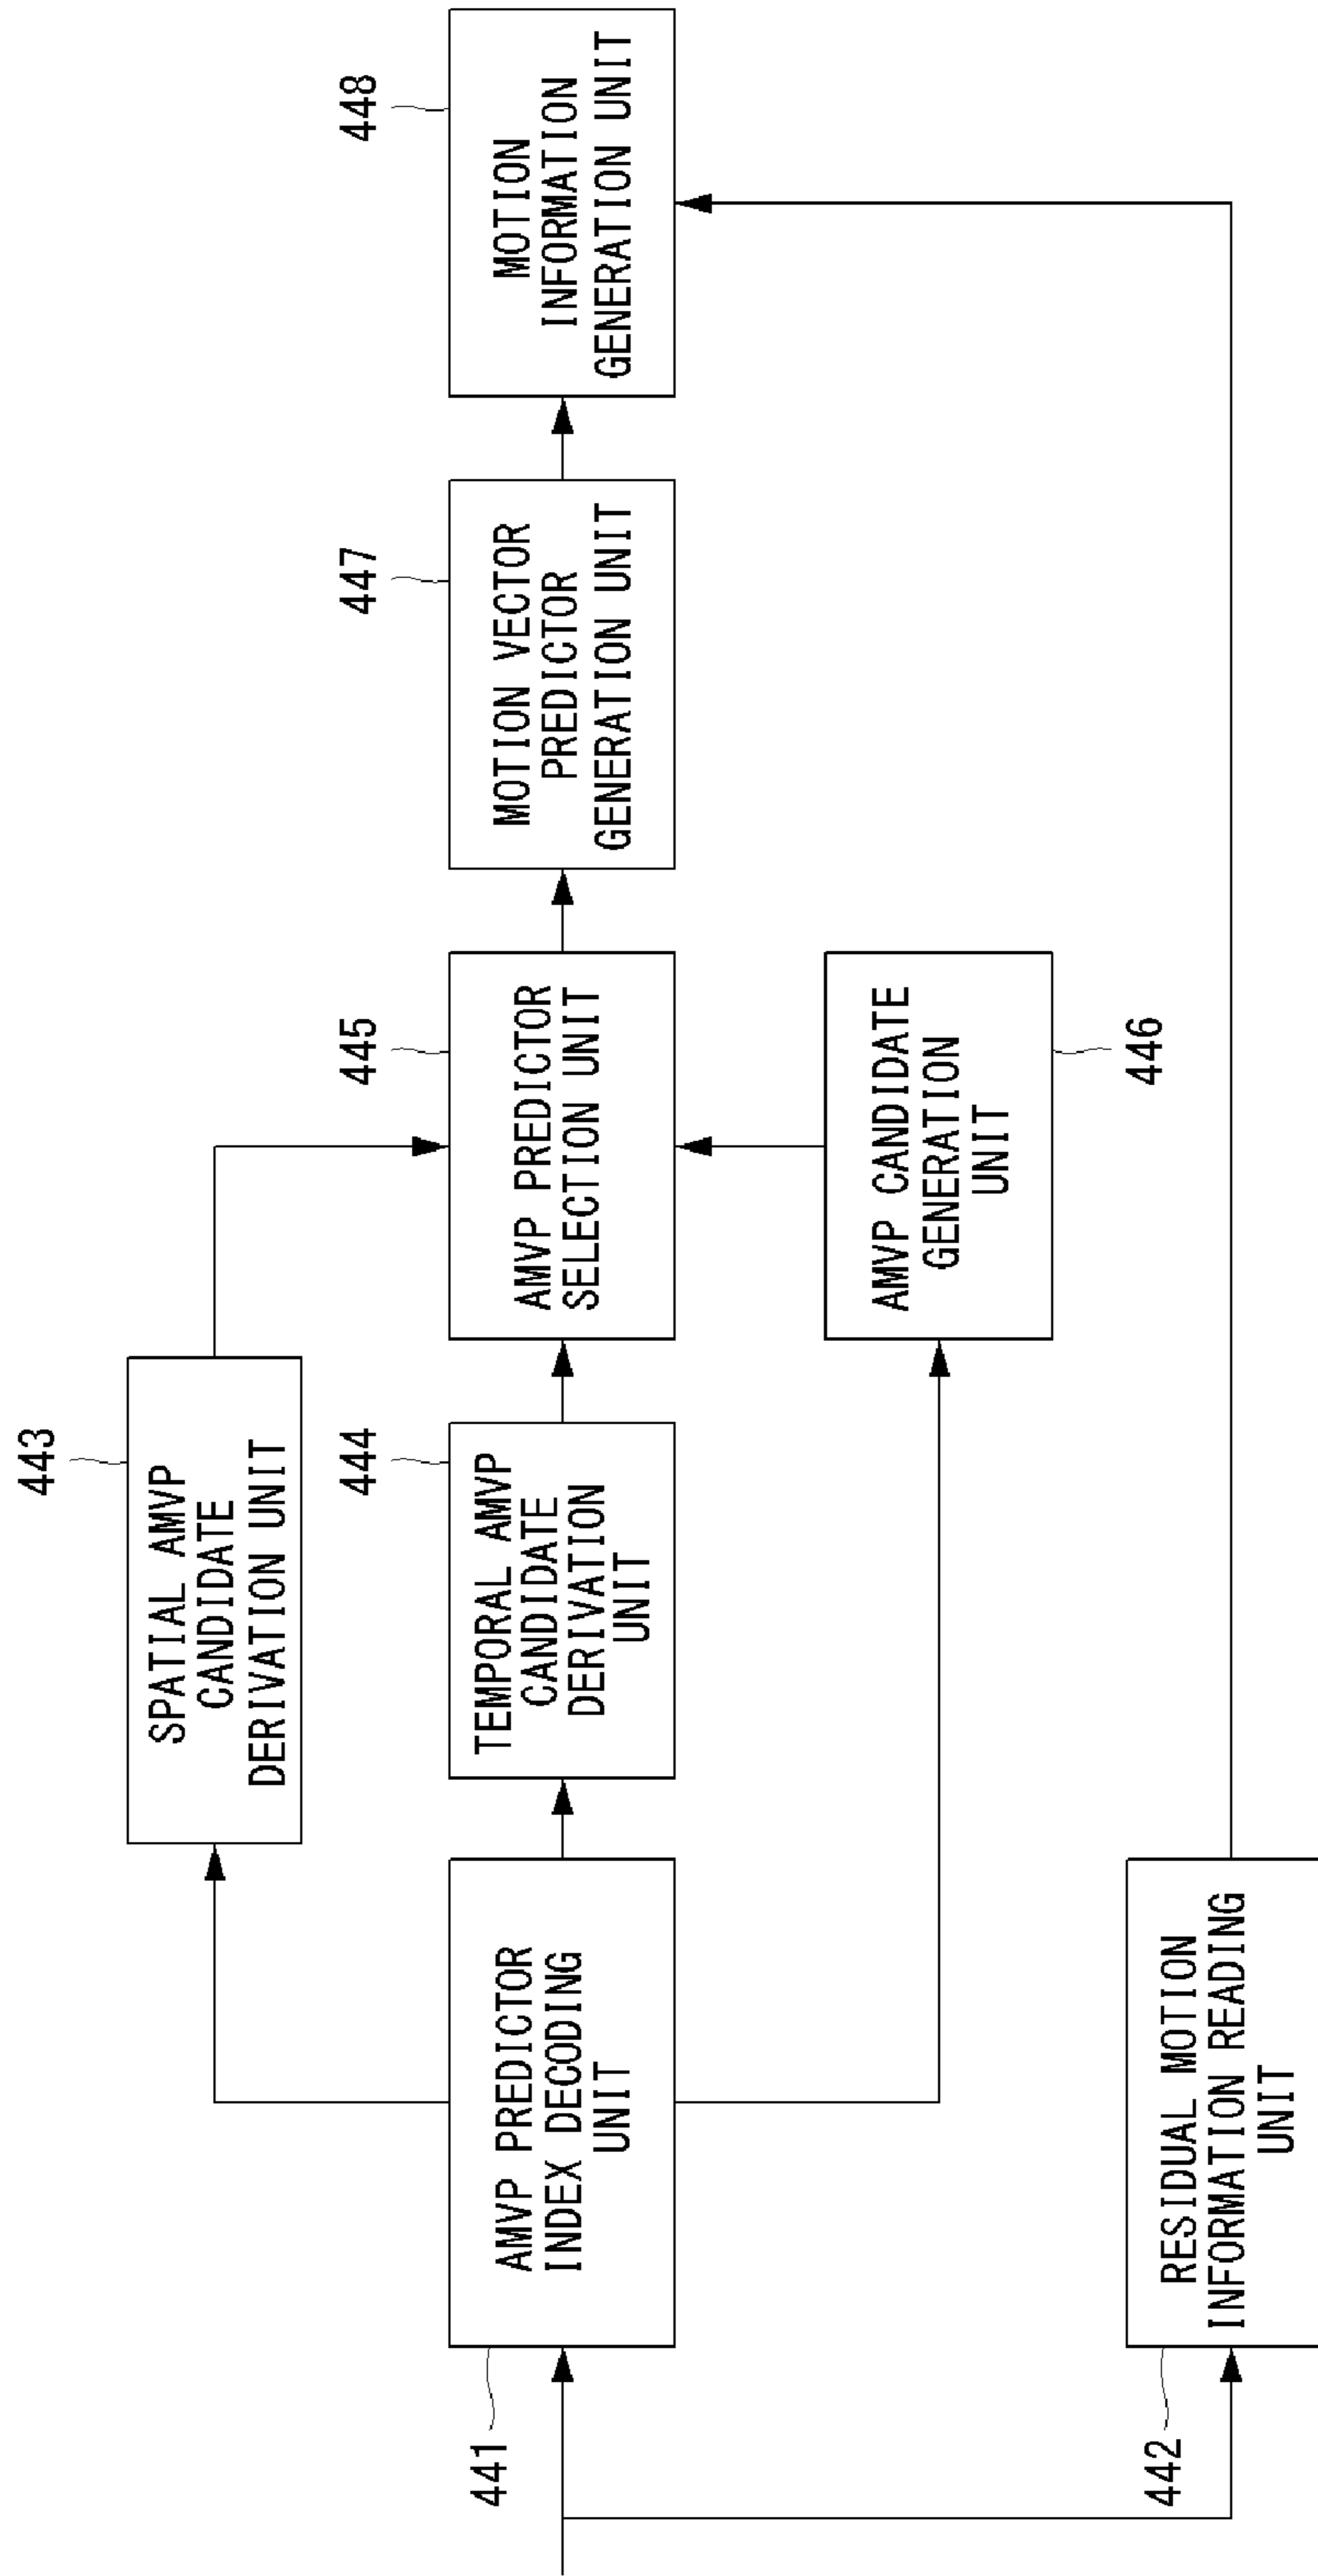 441
AMVP PREDICTOR
INDEX DECODING
UNIT
442
RESIDUAL MOTION
INFORMATION READING
UNIT
443
SPATIAL AMVP
CANDIDATE
DERIVATION UNIT
444
TEMPORAL AMVP
CANDIDATE
DERIVATION
UNIT
445
AMVP PREDICTOR
SELECTION UNIT
AMVP CANDIDATE
GENERATION
UNIT
446
447
MOTION VECTOR
PREDICTOR
GENERATION UNIT
448
MOTION
INFORMATION
GENERATION UNIT